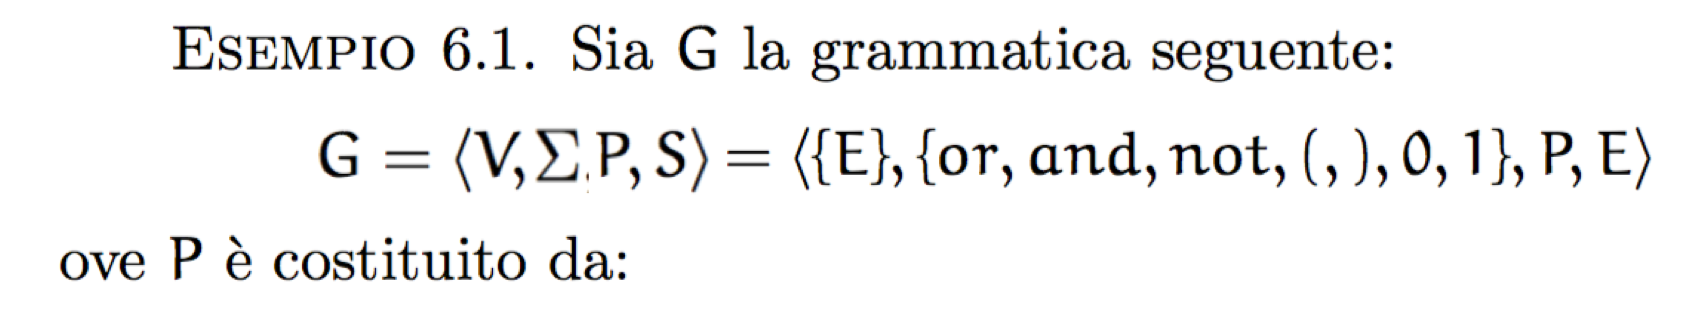 ESEMPIO 6.1. Sia G la grammatica seguente:
G = ⟨V, Σ, P, S⟩ = ⟨{E}, {or, and, not, (, ), 0, 1}, P, E⟩
ove P è costituito da: